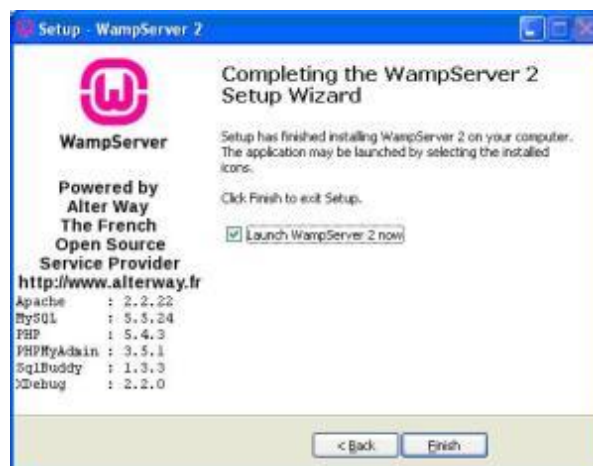 Setup - WampServer 2
WampServer
Powered by
Alter Way
The French
Open Source
Service Provider
http://www.alterway.fr
Apache : 2.2.22
MySQL : 5.5.24
PHP : 5.4.3
PHPMyAdmin : 3.5.1
SqlBuddy : 1.3.3
XDebug : 2.2.0
Completing the WampServer 2
Setup Wizard
Setup has finished installing WampServer 2 on your computer.
The application may be launched by selecting the installed
icons.
Click Finish to exit Setup.
Launch WampServer 2 now
< Back
Finish